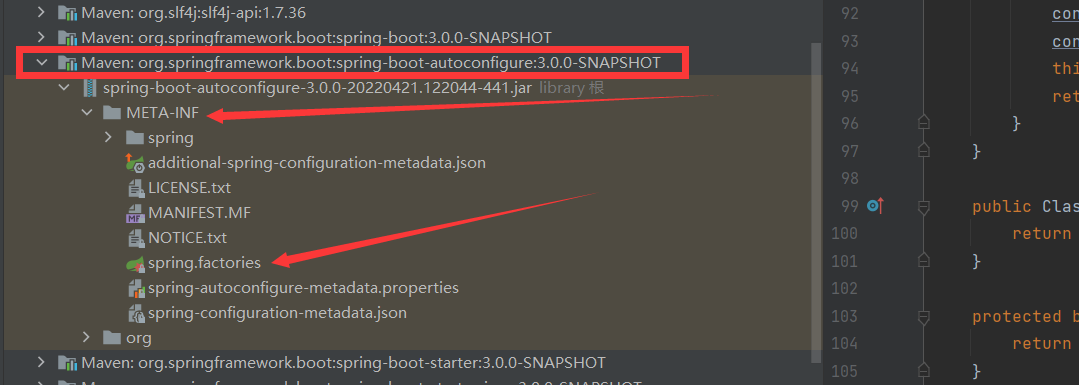 Maven: org.slf4j:slf4j-api:1.7.36
Maven: org.springframework.boot:spring-boot:3.0.0-SNAPSHOT
Maven: org.springframework.boot:spring-boot-autoconfigure:3.0.0-SNAPSHOT
spring-boot-autoconfigure-3.0.0-20220421.122044-441.jar library 根
META-INF
spring
additional-spring-configuration-metadata.json
LICENSE.txt
MF MANIFEST.MF
NOTICE.txt
spring.factories
spring-autoconfigure-metadata.properties
spring-configuration-metadata.json
org
Maven: org.springframework.boot:spring-boot-starter:3.0.0-SNAPSHOT
92 con
93 con
94 thi
95 ret
96 }
97 }
98
99 public Clas
100 return
101 }
102
103 protected b
104 return
105 }